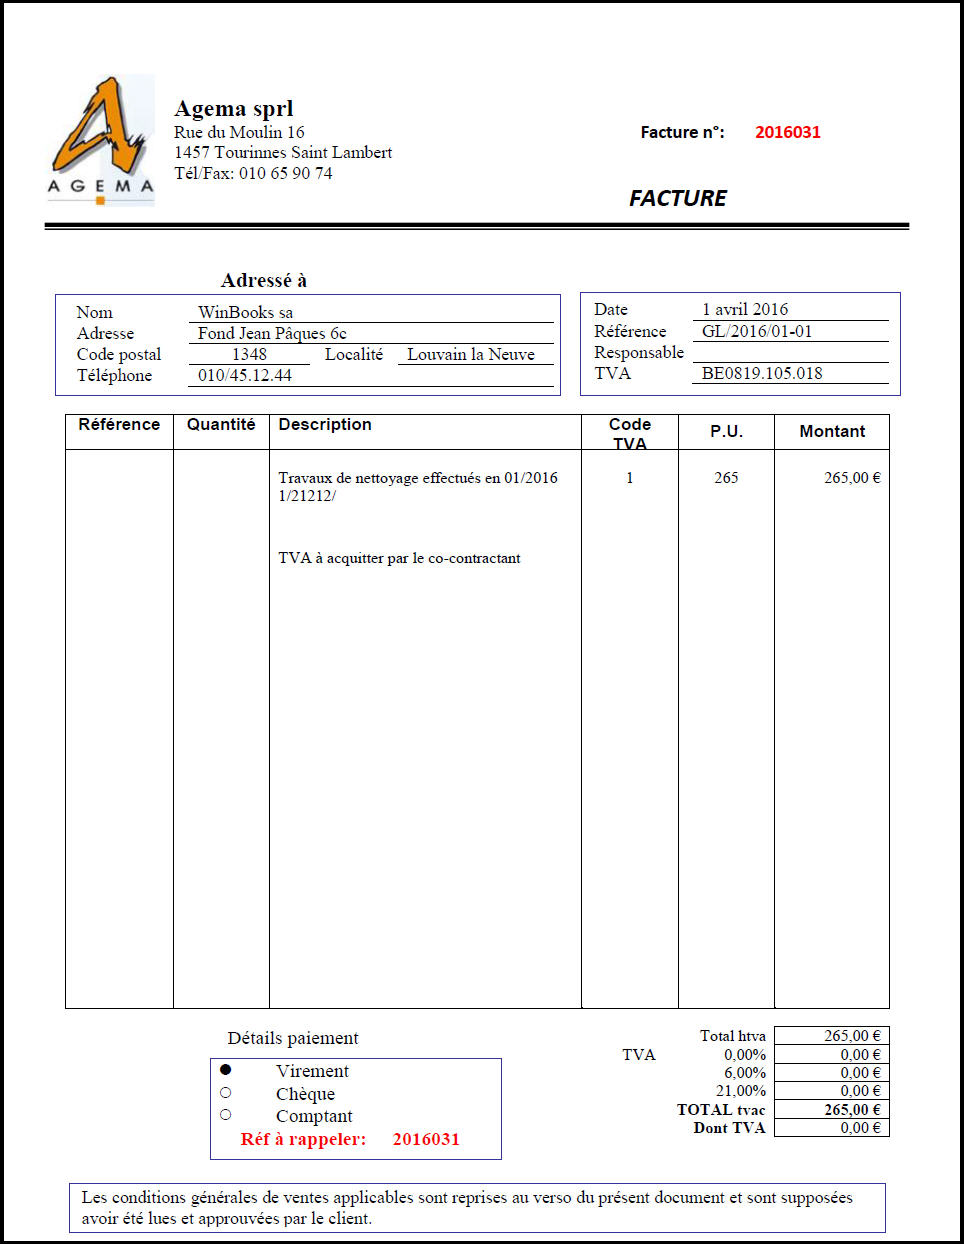 AGEMA
Agema sprl
Rue du Moulin 16
1457 Tourinnes Saint Lambert
Tél/Fax: 010 65 90 74
Facture n°: 2016031
FACTURE
Adressé à
Nom WinBooks sa
Adresse Fond Jean Pâques 6c
Code postal 1348 Localité Louvain la Neuve
Téléphone 010/45.12.44
Date 1 avril 2016
Référence GL/2016/01-01
Responsable
TVA BE0819.105.018
Référence Quantité Description Code TVA P.U. Montant
Travaux de nettoyage effectués en 01/2016 1 265 265,00 €
1/21212/
TVA à acquitter par le co-contractant
Détails paiement
Virement
Chèque
Comptant
Réf à rappeler: 2016031
Total htva 265,00 €
TVA 0,00% 0,00 €
6,00% 0,00 €
21,00% 0,00 €
TOTAL tvac 265,00 €
Dont TVA 0,00 €
Les conditions générales de ventes applicables sont reprises au verso du présent document et sont supposées
avoir été lues et approuvées par le client.